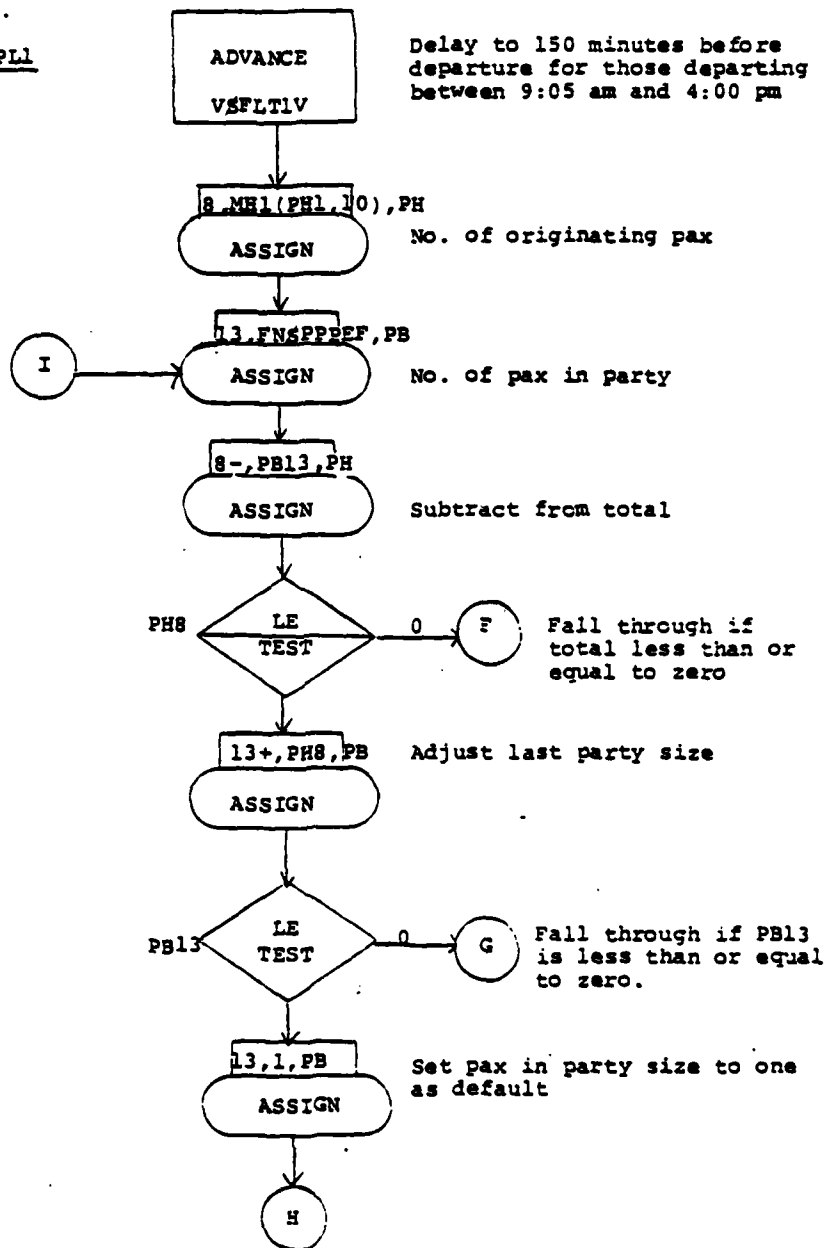 PL1
ADVANCE
V$FLT1V
Delay to 150 minutes before
departure for those departing
between 9:05 am and 4:00 pm
8,MH1(PH1,10),PH
ASSIGN
No. of originating pax
13,FN$PPREF,PB
I
ASSIGN
No. of pax in party
8-,PB13,PH
ASSIGN
Subtract from total
PH8
LE
TEST
0
F
Fall through if
total less than or
equal to zero
13+,PH8,PB
Adjust last party size
ASSIGN
PB13
LE
TEST
0
G
Fall through if PB13
is less than or equal
to zero.
13,1,PB
Set pax in party size to one
as default
ASSIGN
H